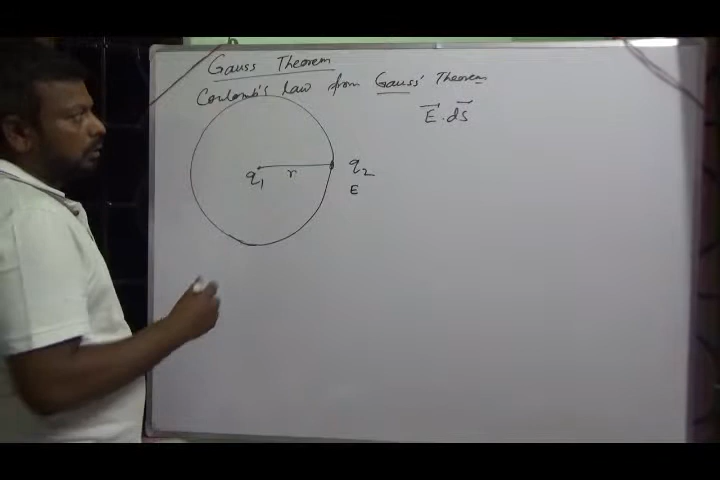 Gauss Theorem
Coulomb's Law from Gauss' Theorem
E⃗ . ds⃗
q₁ r q₂
E